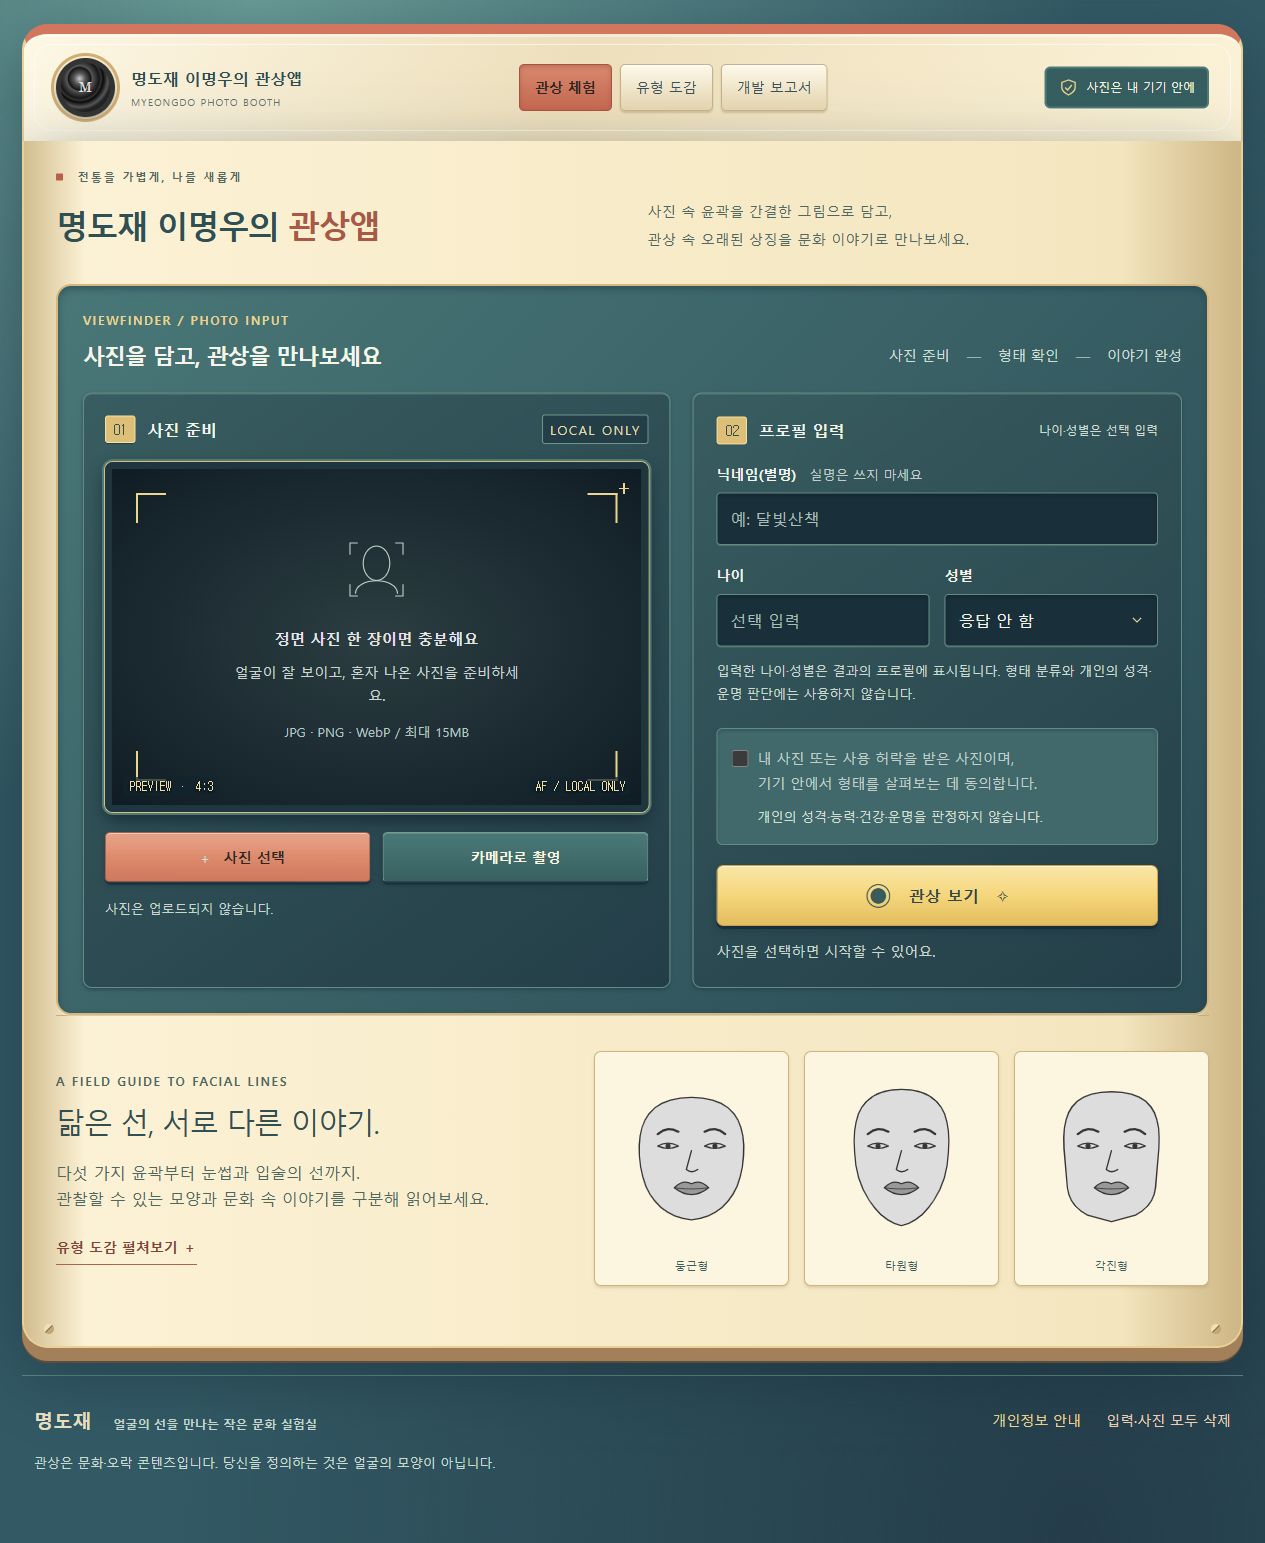 M
명도재 이명우의 관상앱
MYEONGDO PHOTO BOOTH
관상 체험
유형 도감
개발 보고서
사진은 내 기기 안에
전통을 가볍게, 나를 새롭게
명도재 이명우의 관상앱
사진 속 윤곽을 간결한 그림으로 담고,
관상 속 오래된 상징을 문화 이야기로 만나보세요.
VIEWFINDER / PHOTO INPUT
사진을 담고, 관상을 만나보세요
사진 준비 — 형태 확인 — 이야기 완성
01 사진 준비
LOCAL ONLY
정면 사진 한 장이면 충분해요
얼굴이 잘 보이고, 혼자 나온 사진을 준비하세
요.
JPG · PNG · WebP / 최대 15MB
PREVIEW · 4:3
AF / LOCAL ONLY
+ 사진 선택
카메라로 촬영
사진은 업로드되지 않습니다.
02 프로필 입력
나이·성별은 선택 입력
닉네임(별명) 실명은 쓰지 마세요
예: 달빛산책
나이
성별
선택 입력
응답 안 함
입력한 나이·성별은 결과의 프로필에 표시됩니다. 형태 분류와 개인의 성격·
운명 판단에는 사용하지 않습니다.
내 사진 또는 사용 허락을 받은 사진이며,
기기 안에서 형태를 살펴보는 데 동의합니다.
개인의 성격·능력·건강·운명을 판정하지 않습니다.
관상 보기 ✧
사진을 선택하면 시작할 수 있어요.
A FIELD GUIDE TO FACIAL LINES
닮은 선, 서로 다른 이야기.
다섯 가지 윤곽부터 눈썹과 입술의 선까지.
관찰할 수 있는 모양과 문화 속 이야기를 구분해 읽어보세요.
유형 도감 펼쳐보기 +
둥근형
타원형
각진형
명도재 얼굴의 선을 만나는 작은 문화 실험실
개인정보 안내
입력·사진 모두 삭제
관상은 문화·오락 콘텐츠입니다. 당신을 정의하는 것은 얼굴의 모양이 아닙니다.